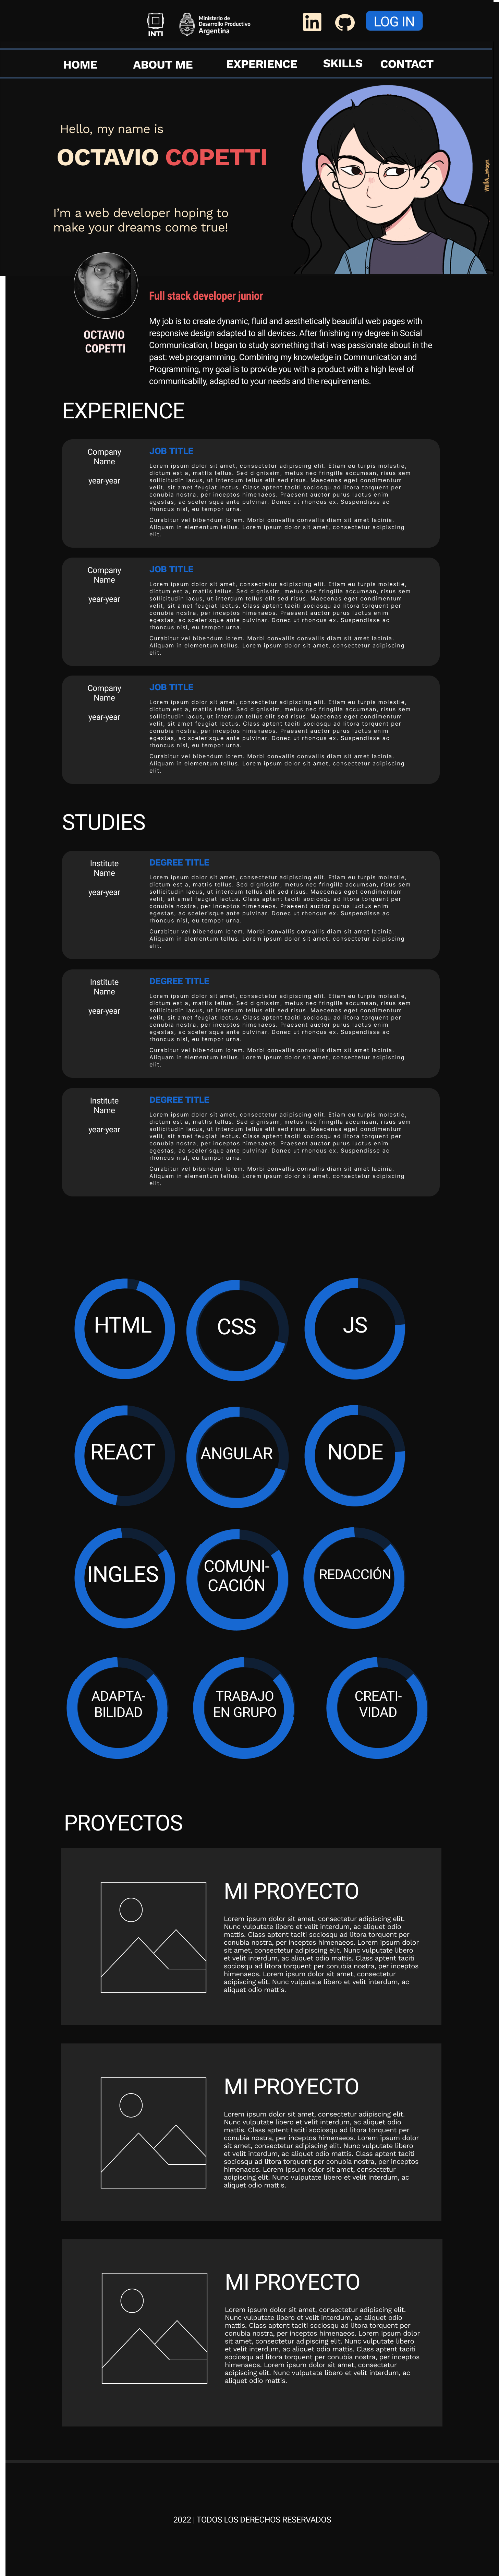 INTI
Ministerio de
Desarrollo Productivo
Argentina
in
LOG IN
HOME
ABOUT ME
EXPERIENCE
SKILLS
CONTACT
Hello, my name is
OCTAVIO COPETTI
I'm a web developer hoping to
make your dreams come true!
OCTAVIO
COPETTI
Full stack developer junior
My job is to create dynamic, fluid and aesthetically beautiful web pages with
responsive design adapted to all devices. After finishing my degree in Social
Communication, I began to study something that i was passionate about in the
past: web programming. Combining my knowledge in Communication and
Programming, my goal is to provide you with a product with a high level of
communicabilly, adapted to your needs and the requirements.
EXPERIENCE
Company
Name
year-year
JOB TITLE
Lorem ipsum dolor sit amet, consectetur adipiscing elit. Etiam eu turpis molestie,
dictum est a, mattis tellus. Sed dignissim, metus nec fringilla accumsan, risus sem
sollicitudin lacus, ut interdum tellus elit sed risus. Maecenas eget condimentum
velit, sit amet feugiat lectus. Class aptent taciti sociosqu ad litora torquent per
conubia nostra, per inceptos himenaeos. Praesent auctor purus luctus enim
egestas, ac scelerisque ante pulvinar. Donec ut rhoncus ex. Suspendisse ac
rhoncus nisl, eu tempor urna.
Curabitur vel bibendum lorem. Morbi convallis convallis diam sit amet lacinia.
Aliquam in elementum tellus. Lorem ipsum dolor sit amet, consectetur adipiscing
elit.
Company
Name
year-year
JOB TITLE
Lorem ipsum dolor sit amet, consectetur adipiscing elit. Etiam eu turpis molestie,
dictum est a, mattis tellus. Sed dignissim, metus nec fringilla accumsan, risus sem
sollicitudin lacus, ut interdum tellus elit sed risus. Maecenas eget condimentum
velit, sit amet feugiat lectus. Class aptent taciti sociosqu ad litora torquent per
conubia nostra, per inceptos himenaeos. Praesent auctor purus luctus enim
egestas, ac scelerisque ante pulvinar. Donec ut rhoncus ex. Suspendisse ac
rhoncus nisl, eu tempor urna.
Curabitur vel bibendum lorem. Morbi convallis convallis diam sit amet lacinia.
Aliquam in elementum tellus. Lorem ipsum dolor sit amet, consectetur adipiscing
elit.
Company
Name
year-year
JOB TITLE
Lorem ipsum dolor sit amet, consectetur adipiscing elit. Etiam eu turpis molestie,
dictum est a, mattis tellus. Sed dignissim, metus nec fringilla accumsan, risus sem
sollicitudin lacus, ut interdum tellus elit sed risus. Maecenas eget condimentum
velit, sit amet feugiat lectus. Class aptent taciti sociosqu ad litora torquent per
conubia nostra, per inceptos himenaeos. Praesent auctor purus luctus enim
egestas, ac scelerisque ante pulvinar. Donec ut rhoncus ex. Suspendisse ac
rhoncus nisl, eu tempor urna.
Curabitur vel bibendum lorem. Morbi convallis convallis diam sit amet lacinia.
Aliquam in elementum tellus. Lorem ipsum dolor sit amet, consectetur adipiscing
elit.
STUDIES
Institute
Name
year-year
DEGREE TITLE
Lorem ipsum dolor sit amet, consectetur adipiscing elit. Etiam eu turpis molestie,
dictum est a, mattis tellus. Sed dignissim, metus nec fringilla accumsan, risus sem
sollicitudin lacus, ut interdum tellus elit sed risus. Maecenas eget condimentum
velit, sit amet feugiat lectus. Class aptent taciti sociosqu ad litora torquent per
conubia nostra, per inceptos himenaeos. Praesent auctor purus luctus enim
egestas, ac scelerisque ante pulvinar. Donec ut rhoncus ex. Suspendisse ac
rhoncus nisl, eu tempor urna.
Curabitur vel bibendum lorem. Morbi convallis convallis diam sit amet lacinia.
Aliquam in elementum tellus. Lorem ipsum dolor sit amet, consectetur adipiscing
elit.
Institute
Name
year-year
DEGREE TITLE
Lorem ipsum dolor sit amet, consectetur adipiscing elit. Etiam eu turpis molestie,
dictum est a, mattis tellus. Sed dignissim, metus nec fringilla accumsan, risus sem
sollicitudin lacus, ut interdum tellus elit sed risus. Maecenas eget condimentum
velit, sit amet feugiat lectus. Class aptent taciti sociosqu ad litora torquent per
conubia nostra, per inceptos himenaeos. Praesent auctor purus luctus enim
egestas, ac scelerisque ante pulvinar. Donec ut rhoncus ex. Suspendisse ac
rhoncus nisl, eu tempor urna.
Curabitur vel bibendum lorem. Morbi convallis convallis diam sit amet lacinia.
Aliquam in elementum tellus. Lorem ipsum dolor sit amet, consectetur adipiscing
elit.
Institute
Name
year-year
DEGREE TITLE
Lorem ipsum dolor sit amet, consectetur adipiscing elit. Etiam eu turpis molestie,
dictum est a, mattis tellus. Sed dignissim, metus nec fringilla accumsan, risus sem
sollicitudin lacus, ut interdum tellus elit sed risus. Maecenas eget condimentum
velit, sit amet feugiat lectus. Class aptent taciti sociosqu ad litora torquent per
conubia nostra, per inceptos himenaeos. Praesent auctor purus luctus enim
egestas, ac scelerisque ante pulvinar. Donec ut rhoncus ex. Suspendisse ac
rhoncus nisl, eu tempor urna.
Curabitur vel bibendum lorem. Morbi convallis convallis diam sit amet lacinia.
Aliquam in elementum tellus. Lorem ipsum dolor sit amet, consectetur adipiscing
elit.
HTML
CSS
JS
REACT
ANGULAR
NODE
INGLES
COMUNI-
CACIÓN
REDACCIÓN
ADAPTA-
BILIDAD
TRABAJO
EN GRUPO
CREATI-
VIDAD
PROYECTOS
MI PROYECTO
Lorem ipsum dolor sit amet, consectetur adipiscing elit.
Nunc vulputate libero et velit interdum, ac aliquet odio
mattis. Class aptent taciti sociosqu ad litora torquent per
conubia nostra, per inceptos himenaeos. Lorem ipsum dolor
sit amet, consectetur adipiscing elit. Nunc vulputate libero
et velit interdum, ac aliquet odio mattis. Class aptent taciti
sociosqu ad litora torquent per conubia nostra, per inceptos
himenaeos. Lorem ipsum dolor sit amet, consectetur
adipiscing elit. Nunc vulputate libero et velit interdum, ac
aliquet odio mattis.
MI PROYECTO
Lorem ipsum dolor sit amet, consectetur adipiscing elit.
Nunc vulputate libero et velit interdum, ac aliquet odio
mattis. Class aptent taciti sociosqu ad litora torquent per
conubia nostra, per inceptos himenaeos. Lorem ipsum dolor
sit amet, consectetur adipiscing elit. Nunc vulputate libero
et velit interdum, ac aliquet odio mattis. Class aptent taciti
sociosqu ad litora torquent per conubia nostra, per inceptos
himenaeos. Lorem ipsum dolor sit amet, consectetur
adipiscing elit. Nunc vulputate libero et velit interdum, ac
aliquet odio mattis.
MI PROYECTO
Lorem ipsum dolor sit amet, consectetur adipiscing elit.
Nunc vulputate libero et velit interdum, ac aliquet odio
mattis. Class aptent taciti sociosqu ad litora torquent per
conubia nostra, per inceptos himenaeos. Lorem ipsum dolor
sit amet, consectetur adipiscing elit. Nunc vulputate libero
et velit interdum, ac aliquet odio mattis. Class aptent taciti
sociosqu ad litora torquent per conubia nostra, per inceptos
himenaeos. Lorem ipsum dolor sit amet, consectetur
adipiscing elit. Nunc vulputate libero et velit interdum, ac
aliquet odio mattis.
2022 | TODOS LOS DERECHOS RESERVADOS